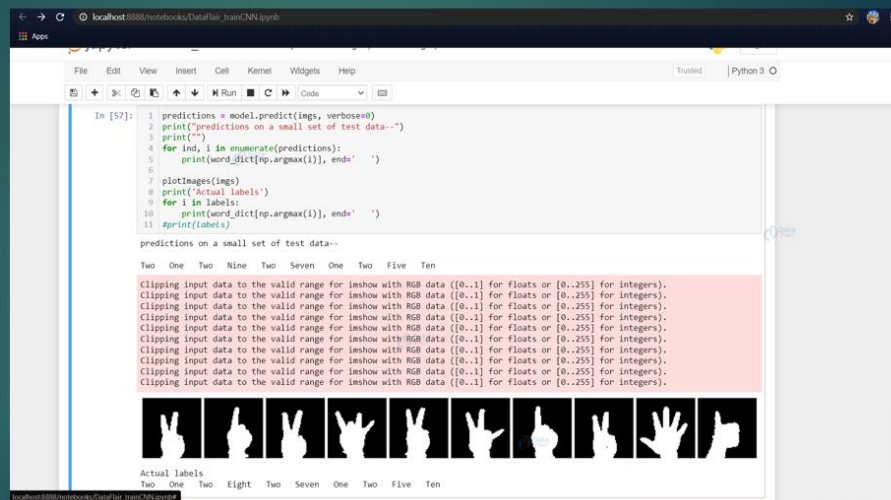 localhost:8888/notebooks/DataFlair_trainCNN.ipynb
Apps
File Edit View Insert Cell Kernel Widgets Help
Trusted
Python 3
Run
Code
In [57]:
1 predictions = model.predict(imgs, verbose=0)
2 print("predictions on a small set of test data--")
3 print("")
4 for ind, i in enumerate(predictions):
5 print(word_dict[np.argmax(i)], end='   ')
6
7 plotImages(imgs)
8 print('Actual labels')
9 for i in labels:
10 print(word_dict[np.argmax(i)], end='   ')
11 #print(labels)
predictions on a small set of test data--
Two One Two Nine Two Seven One Two Five Ten
Clipping input data to the valid range for imshow with RGB data ([0..1] for floats or [0..255] for integers).
Clipping input data to the valid range for imshow with RGB data ([0..1] for floats or [0..255] for integers).
Clipping input data to the valid range for imshow with RGB data ([0..1] for floats or [0..255] for integers).
Clipping input data to the valid range for imshow with RGB data ([0..1] for floats or [0..255] for integers).
Clipping input data to the valid range for imshow with RGB data ([0..1] for floats or [0..255] for integers).
Clipping input data to the valid range for imshow with RGB data ([0..1] for floats or [0..255] for integers).
Clipping input data to the valid range for imshow with RGB data ([0..1] for floats or [0..255] for integers).
Clipping input data to the valid range for imshow with RGB data ([0..1] for floats or [0..255] for integers).
Clipping input data to the valid range for imshow with RGB data ([0..1] for floats or [0..255] for integers).
Clipping input data to the valid range for imshow with RGB data ([0..1] for floats or [0..255] for integers).
Actual labels
Two One Two Eight Two Seven One Two Five Ten
localhost:8888/notebooks/DataFlair_trainCNN.ipynb#